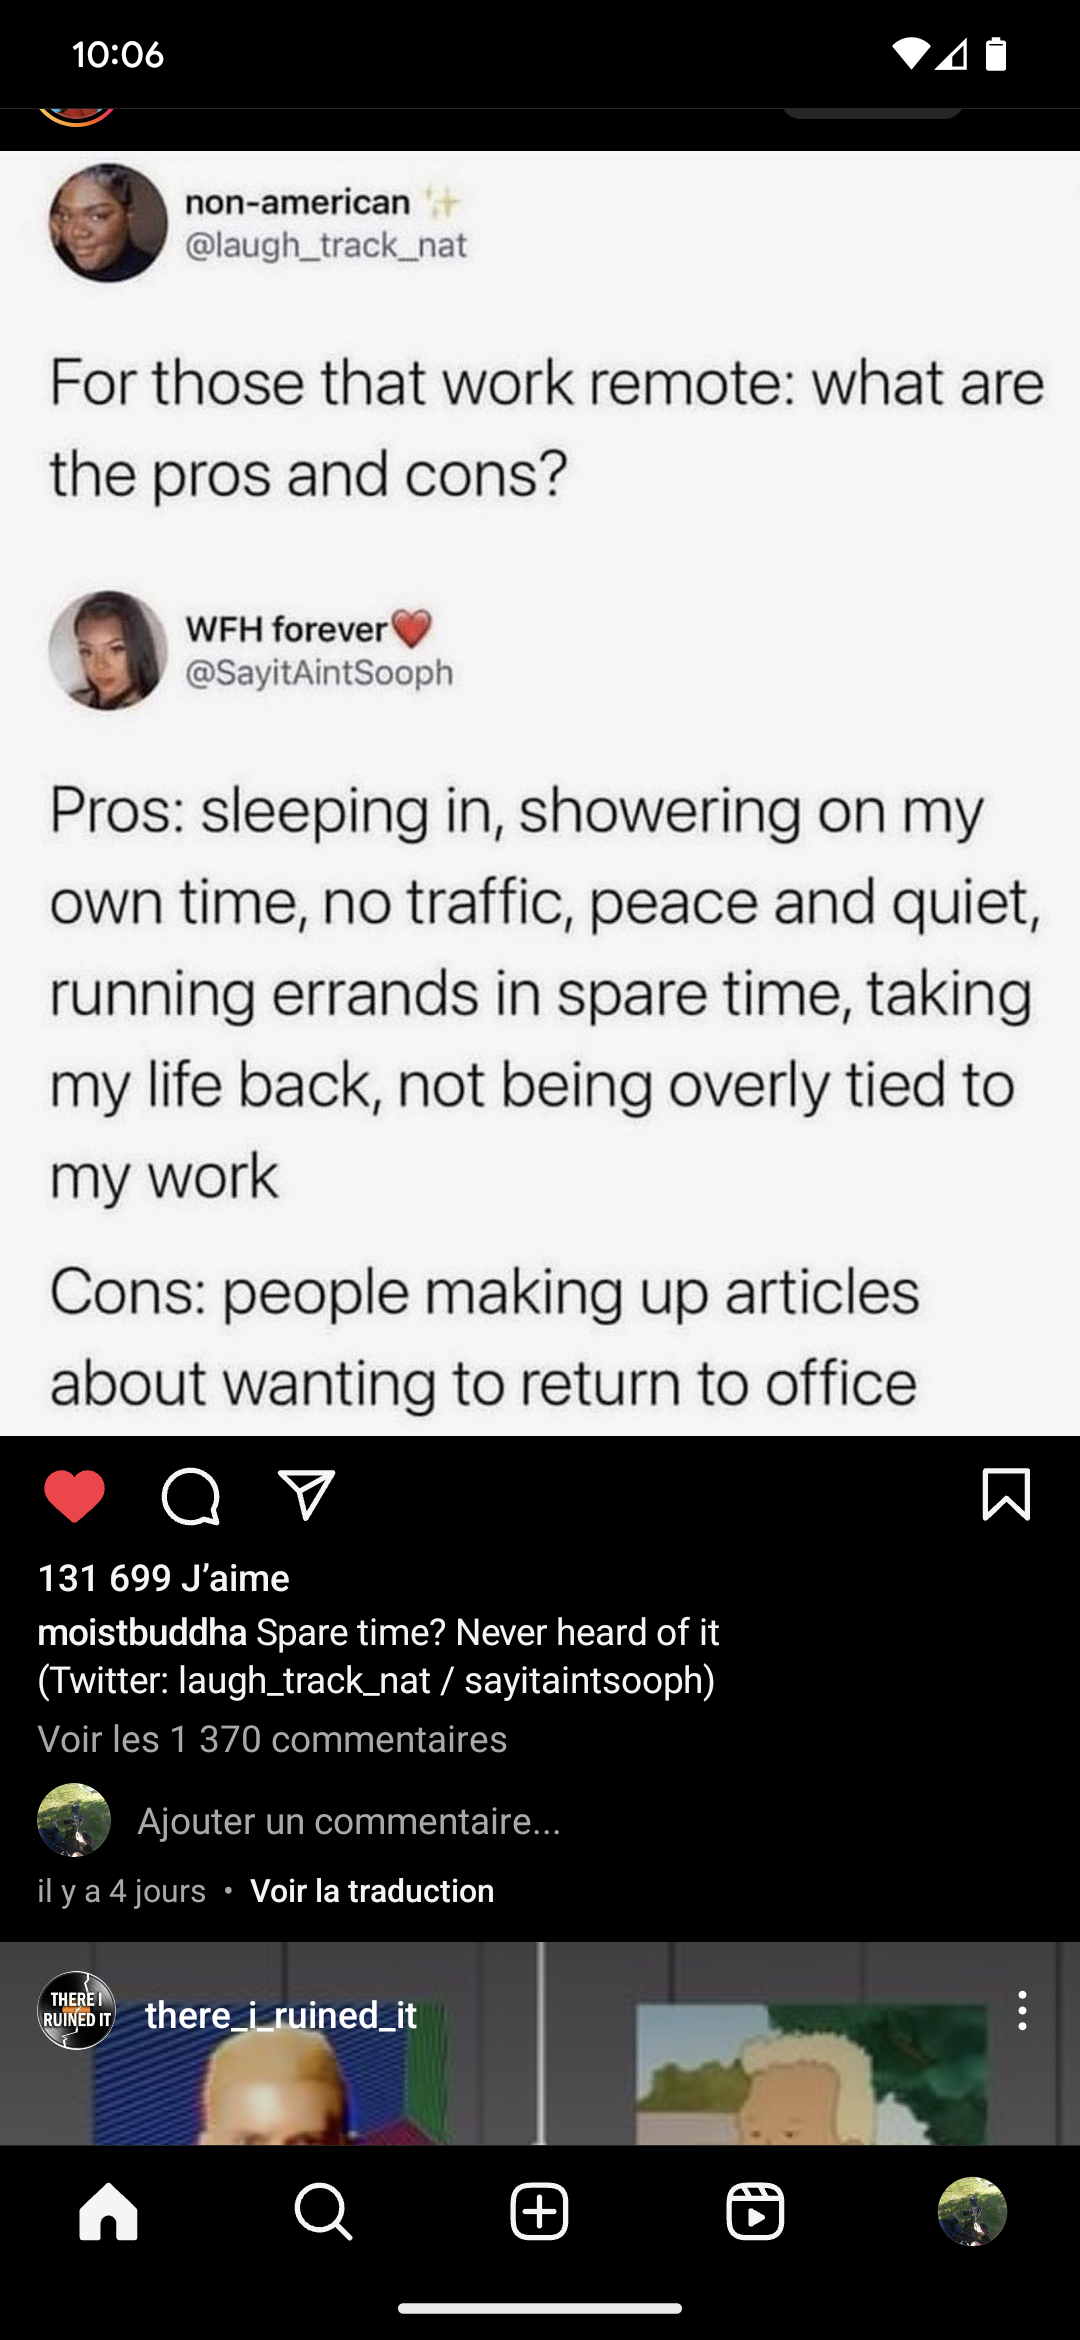 10:06
non-american ✨
@laugh_track_nat
For those that work remote: what are
the pros and cons?
WFH forever❤️
@SayitAintSooph
Pros: sleeping in, showering on my
own time, no traffic, peace and quiet,
running errands in spare time, taking
my life back, not being overly tied to
my work
Cons: people making up articles
about wanting to return to office
131 699 J’aime
moistbuddha Spare time? Never heard of it
(Twitter: laugh_track_nat / sayitaintsooph)
Voir les 1 370 commentaires
Ajouter un commentaire...
il y a 4 jours • Voir la traduction
THERE I
RUINED IT
there_i_ruined_it